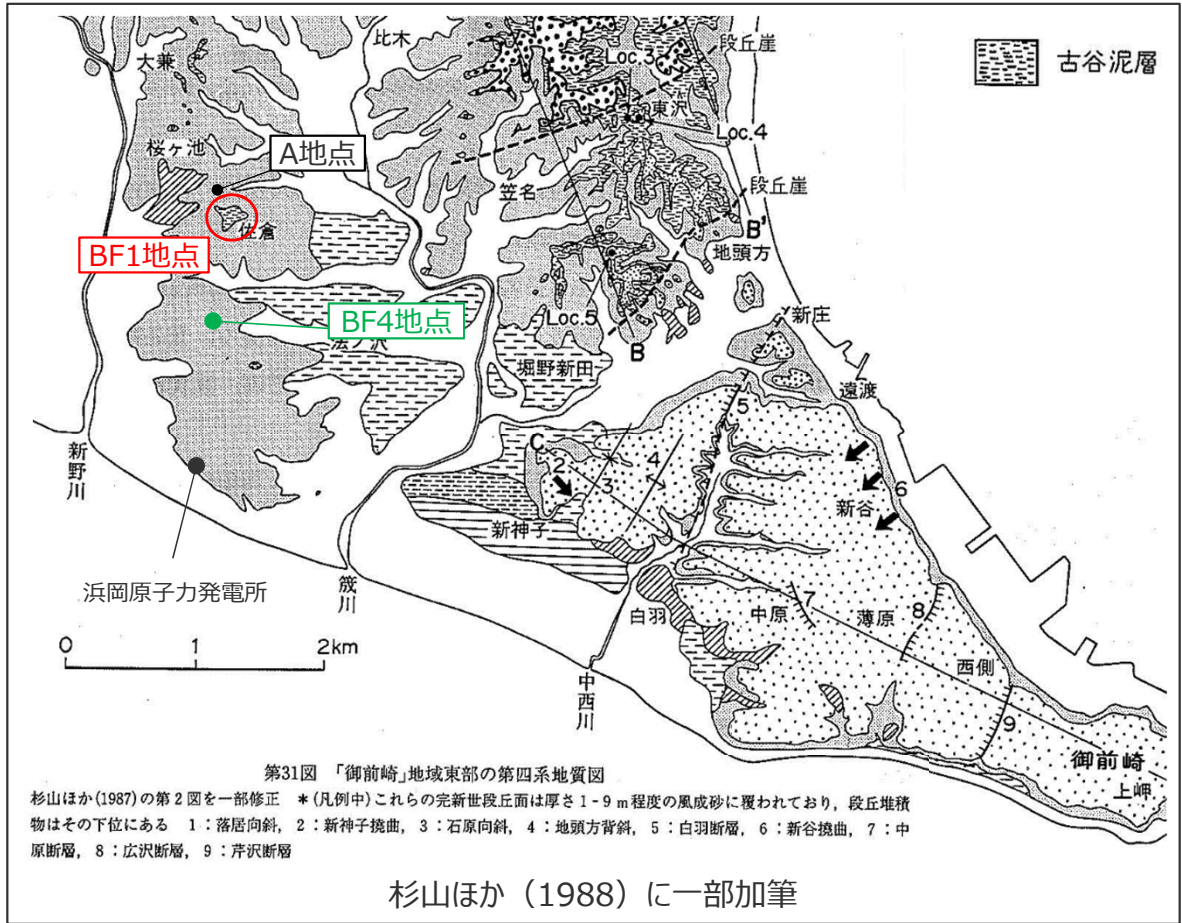 比木
大兼
段丘崖
Loc.3
古谷泥層
東沢
Loc.4
桜ヶ池
A地点
笠名
段丘崖
佐倉
B'
地頭方
BF1地点
BF4地点
法ノ沢
Loc.5
B
新庄
堀野新田
遠渡
5
新野川
C
2
3
4
6
新谷
新神子
浜岡原子力発電所
筬川
白羽
中原
7
薄原
8
0 1 2km
中西川
西側
9
御前崎
上岬
第31図 「御前崎」地域東部の第四系地質図
杉山ほか(1987)の第2図を一部修正 *(凡例中)これらの完新世段丘面は厚さ1-9m程度の風成砂に覆われており,段丘堆積
物はその下位にある 1:落居向斜, 2:新神子撓曲, 3:石原向斜, 4:地頭方背斜, 5:白羽断層, 6:新谷撓曲, 7:中
原断層, 8:広沢断層, 9:芹沢断層
杉山ほか(1988)に一部加筆